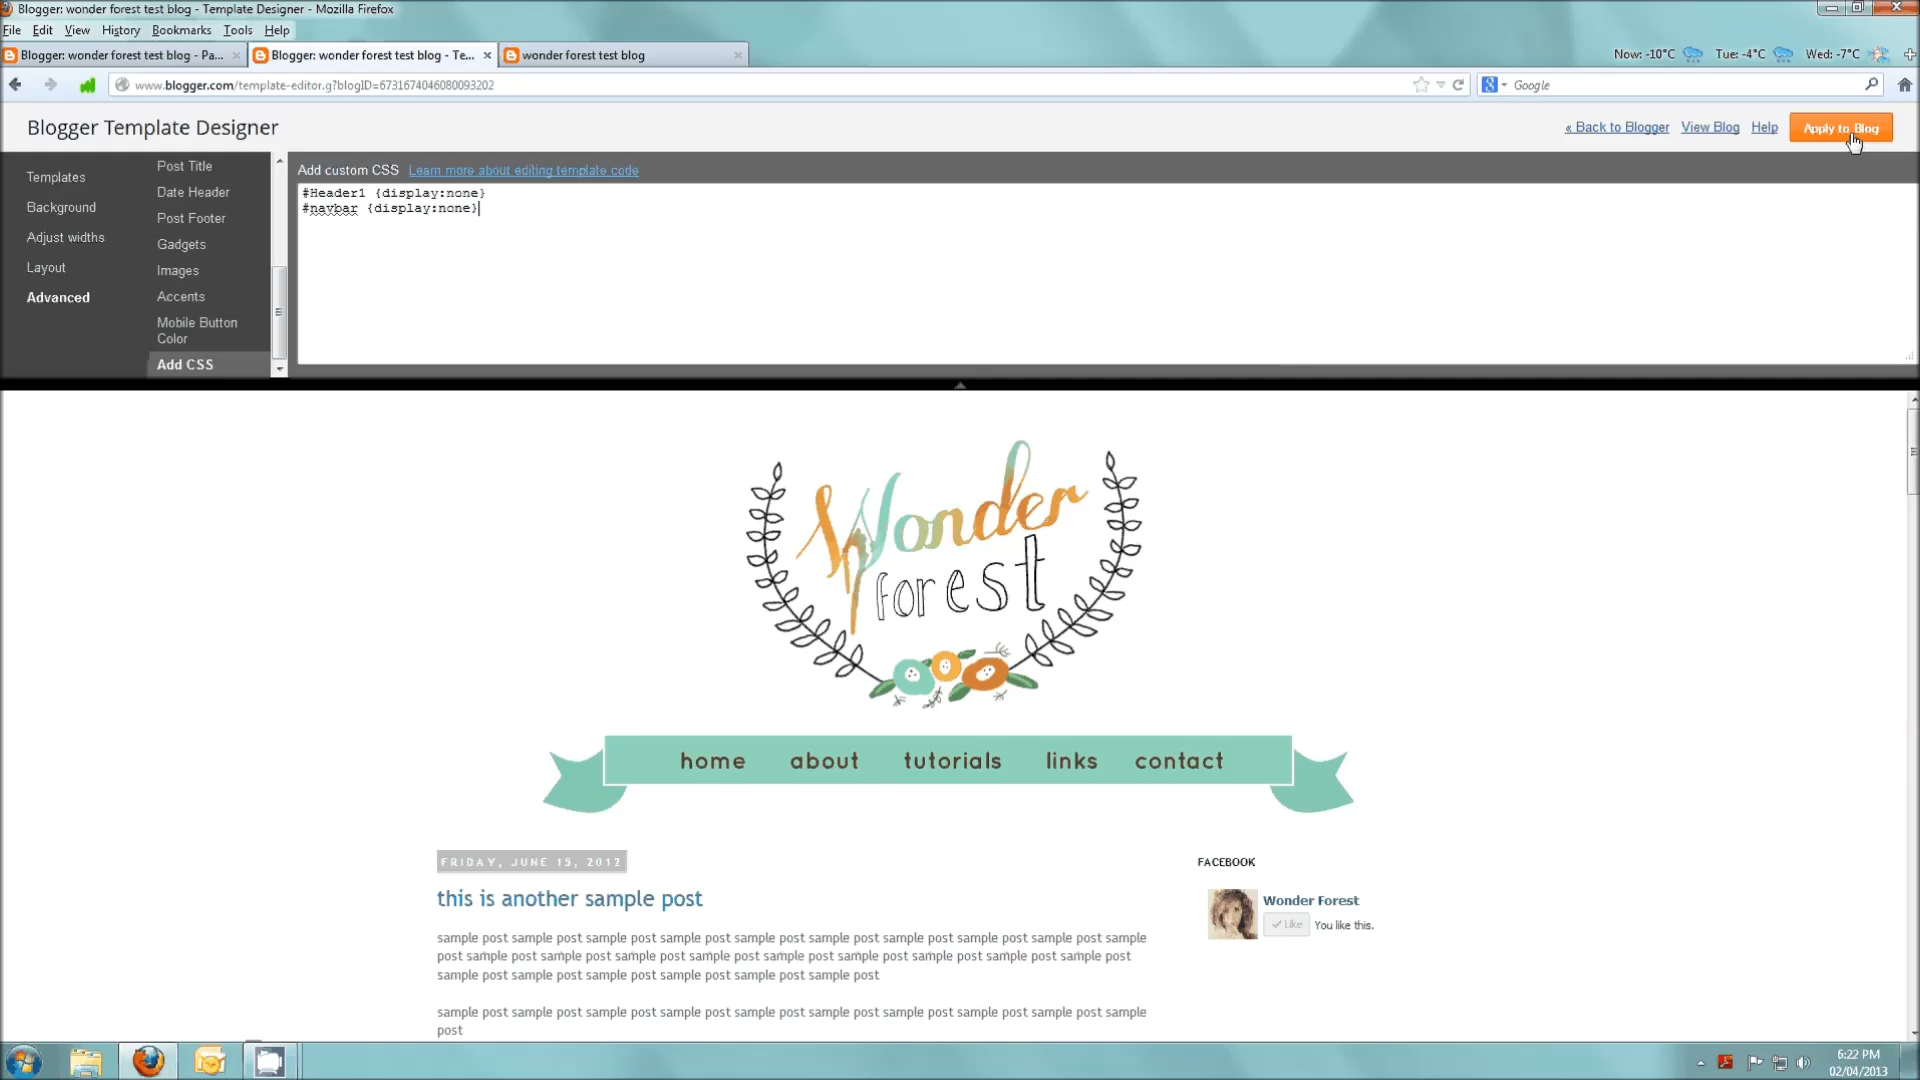 Blogger: wonder forest test blog - Template Designer - Mozilla Firefox
File Edit View History Bookmarks Tools Help
Blogger: wonder forest test blog - Pa... Blogger: wonder forest test blog - Te... wonder forest test blog Now: -10°C Tue: -4°C Wed: -7°C
www.blogger.com/template-editor.g?blogID=6731674046080093202 Google
Blogger Template Designer « Back to Blogger View Blog Help Apply to Blog
Templates
Background
Adjust widths
Layout
Advanced
Post Title
Date Header
Post Footer
Gadgets
Images
Accents
Mobile Button
Color
Add CSS
Add custom CSS Learn more about editing template code
#Header1 {display:none}
#navbar {display:none}
Wonder
forest
home about tutorials links contact
FRIDAY, JUNE 15, 2012
this is another sample post
sample post sample post sample post sample post sample post sample post sample post sample post sample post sample
post sample post sample post sample post sample post sample post sample post sample post sample post sample post
sample post sample post sample post sample post sample post sample post
sample post sample post sample post sample post sample post sample post sample post sample post sample post sample
post
FACEBOOK
Wonder Forest
Like You like this.
6:22 PM
02/04/2013